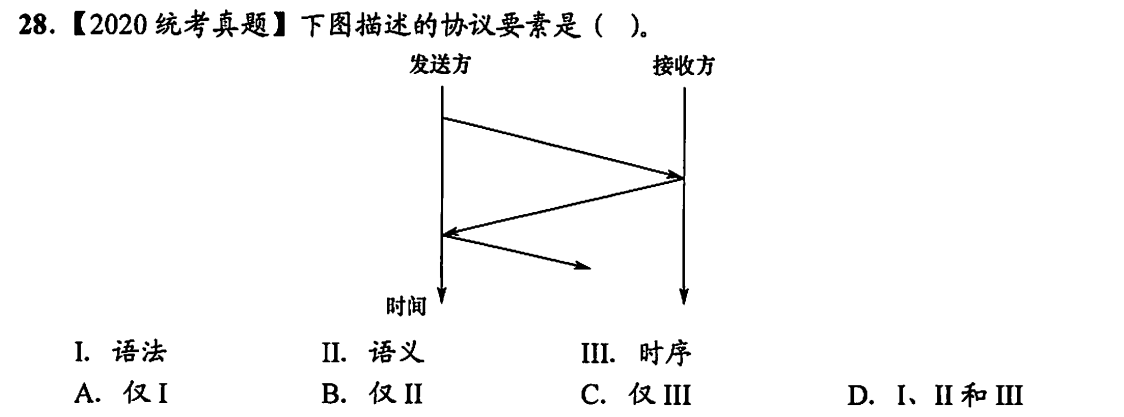 28.【2020 统考真题】下图描述的协议要素是（ ）。
发送方 接收方
时间
I. 语法 II. 语义 III. 时序
A. 仅 I B. 仅 II C. 仅 III D. I、II 和 III